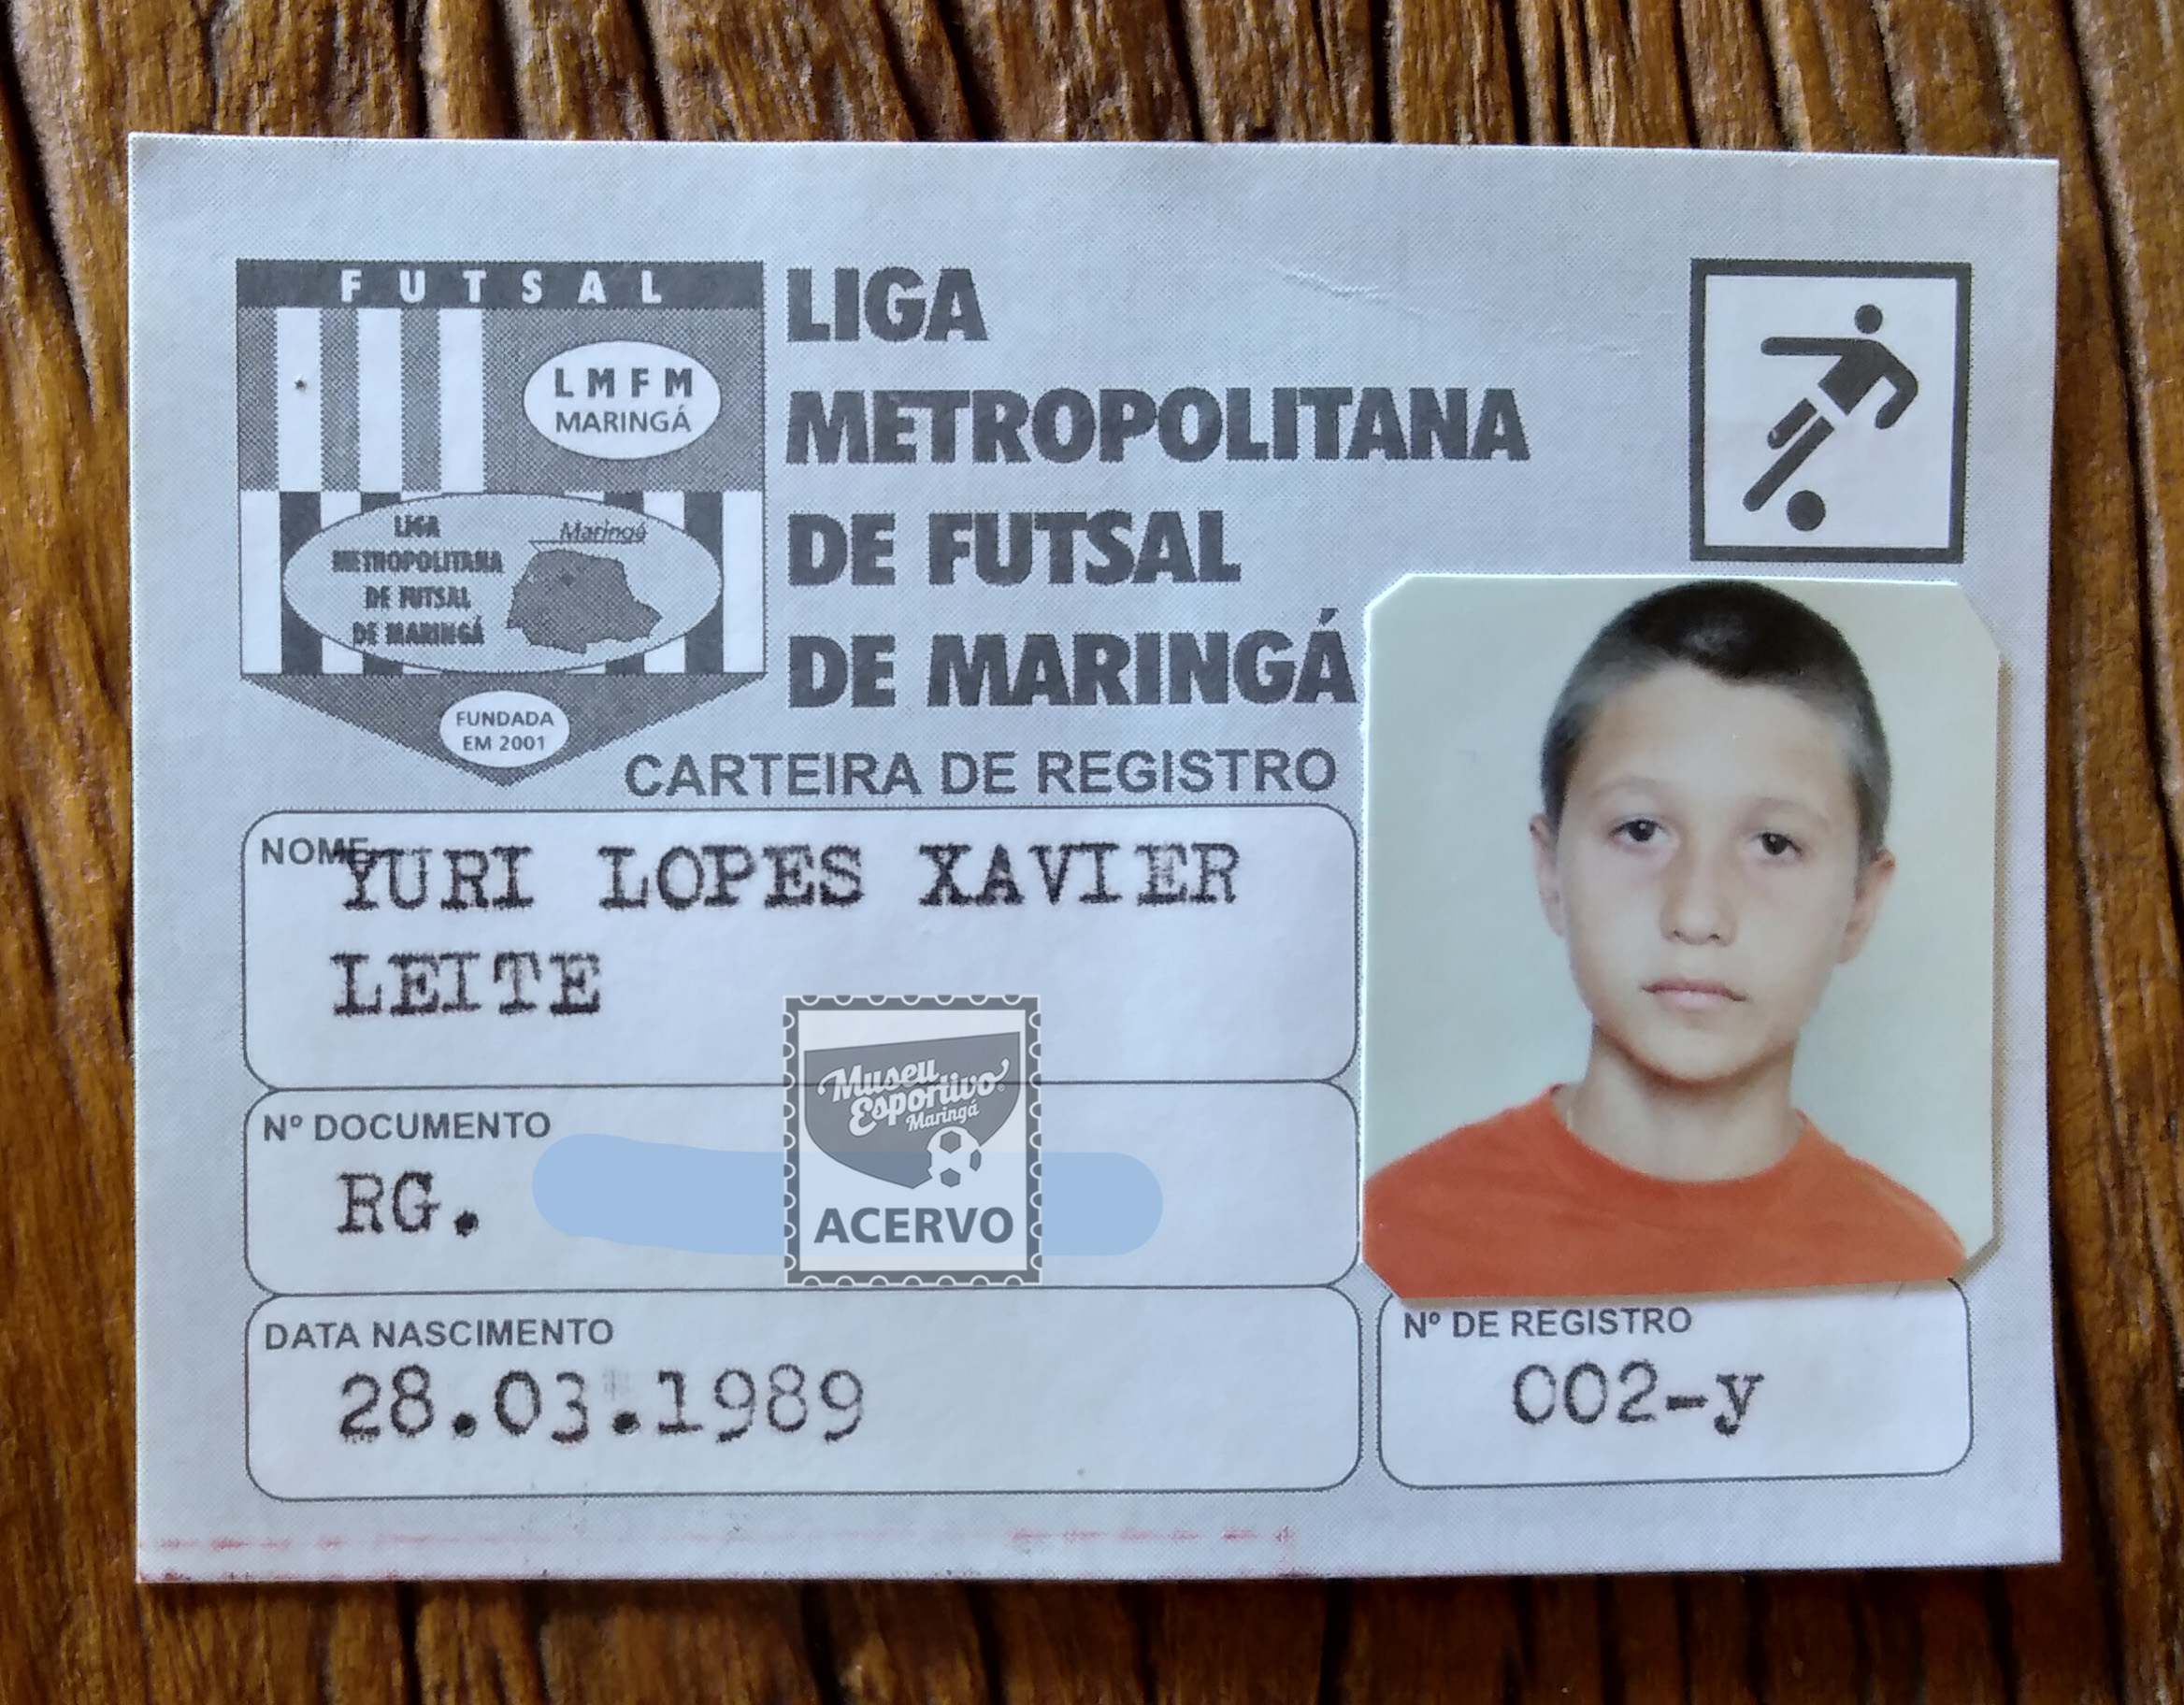 FUTSAL
LMFM
MARINGÁ
LIGA
METROPOLITANA
DE FUTSAL
DE MARINGÁ
Maringá
FUNDADA
EM 2001
LIGA
METROPOLITANA
DE FUTSAL
DE MARINGÁ
CARTEIRA DE REGISTRO
NOME
YURI LOPES XAVIER
LEITE
Nº DOCUMENTO
RG.
Museu
Esportivo
Maringá
ACERVO
DATA NASCIMENTO
28.03.1989
Nº DE REGISTRO
002-y